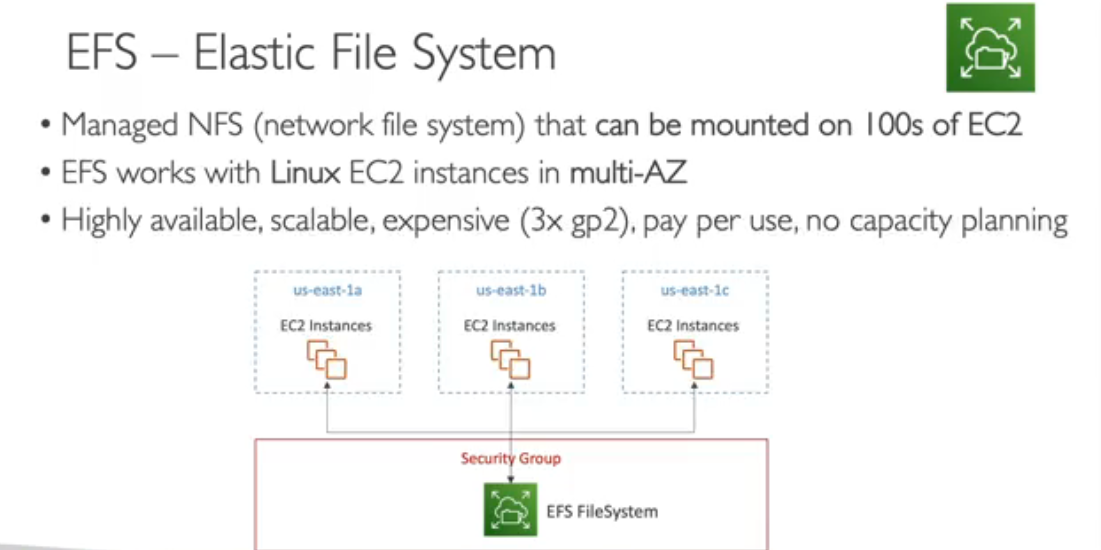 EFS – Elastic File System
• Managed NFS (network file system) that can be mounted on 100s of EC2
• EFS works with Linux EC2 instances in multi-AZ
• Highly available, scalable, expensive (3x gp2), pay per use, no capacity planning
us-east-1a
us-east-1b
us-east-1c
EC2 Instances
EC2 Instances
EC2 Instances
Security Group
EFS FileSystem